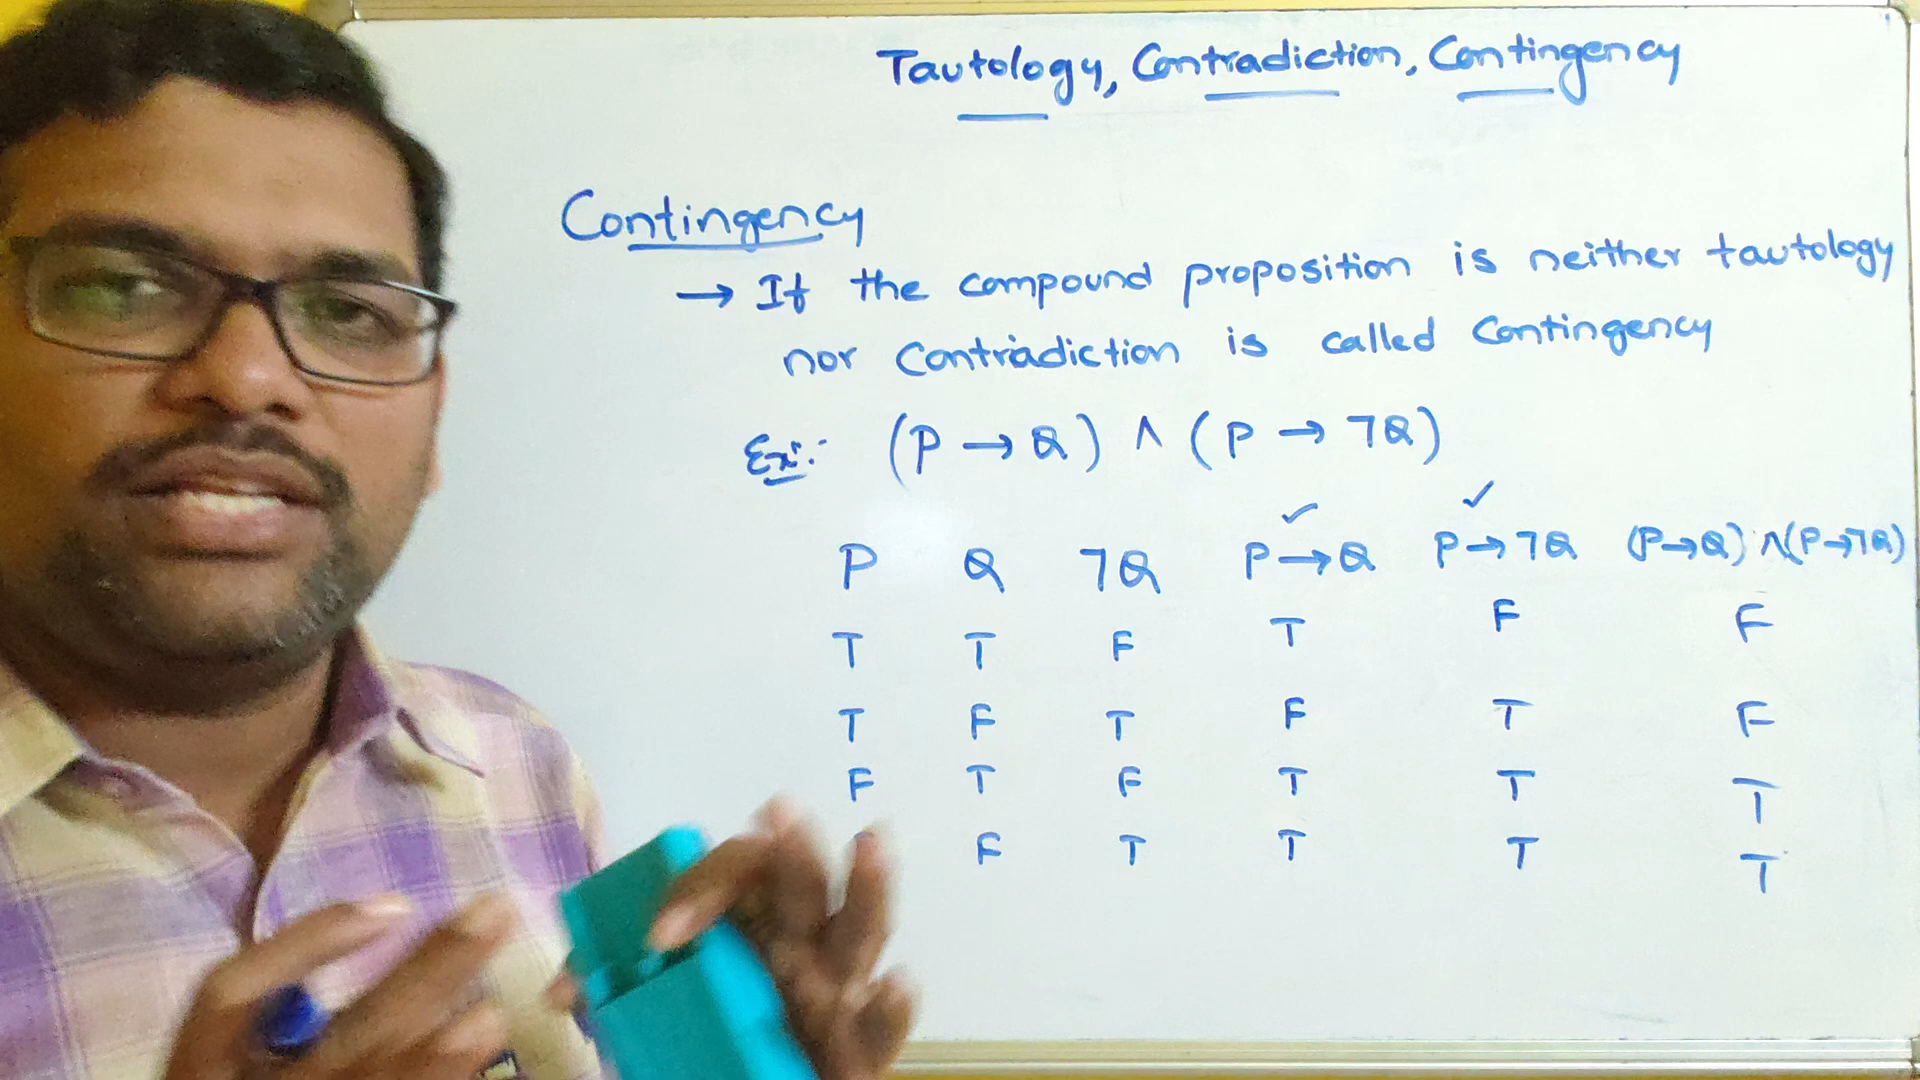 Tautology, Contradiction, Contingency
Contingency
→ If the compound proposition is neither tautology
nor Contradiction is called Contingency
Ex:- (P → Q) ∧ (P → ¬Q)
P Q ¬Q P → Q P → ¬Q (P→Q) ∧ (P→¬Q)
T T F T F F
T F T F T F
F T F T T T
F T T T T